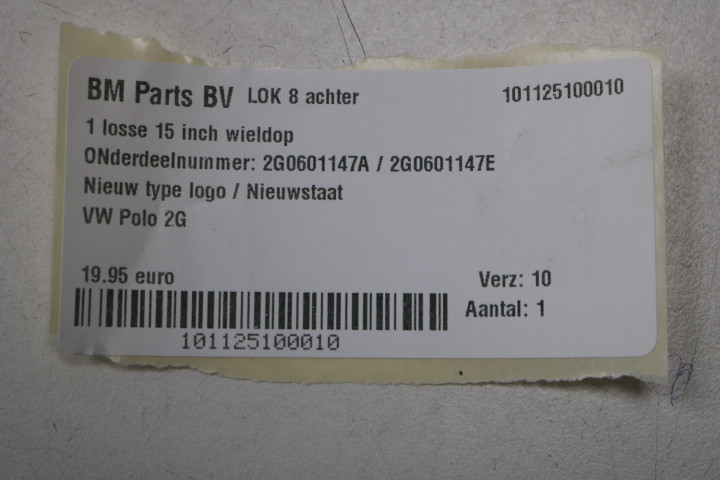 BM Parts BV LOK 8 achter 101125100010
1 losse 15 inch wieldop
ONderdeelnummer: 2G0601147A / 2G0601147E
Nieuw type logo / Nieuwstaat
VW Polo 2G
19.95 euro Verz: 10
Aantal: 1
101125100010